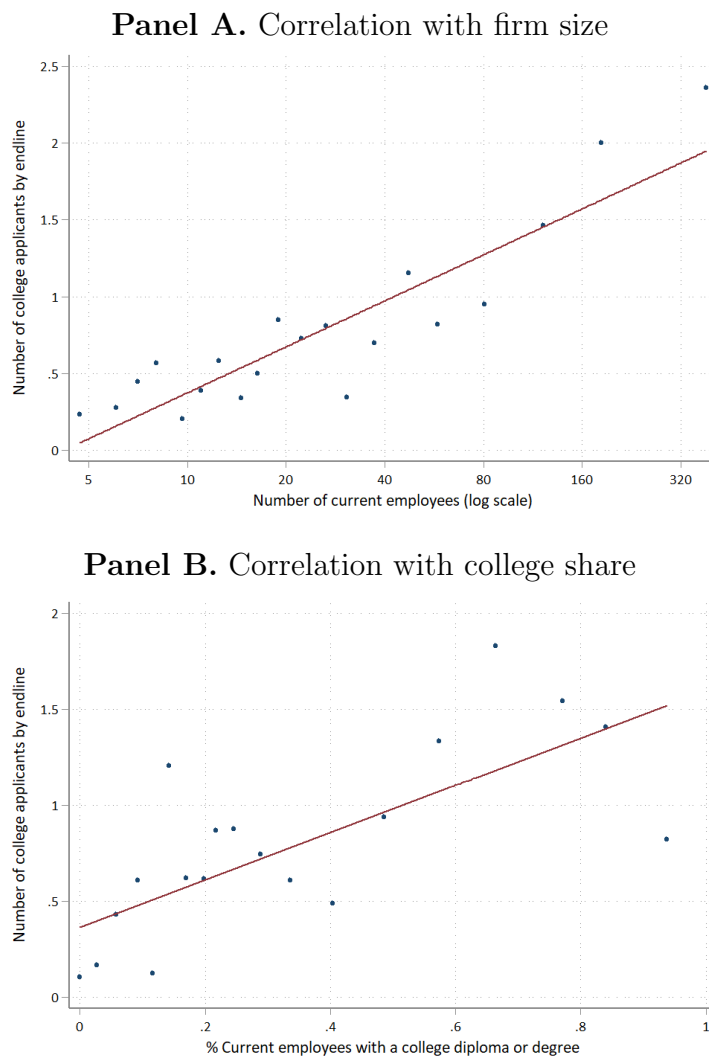 Panel A. Correlation with firm size
Number of college applicants by endline
2.5
2
1.5
1
.5
0
5 10 20 40 80 160 320
Number of current employees (log scale)
Panel B. Correlation with college share
Number of college applicants by endline
2
1.5
1
.5
0
0 .2 .4 .6 .8 1
% Current employees with a college diploma or degree